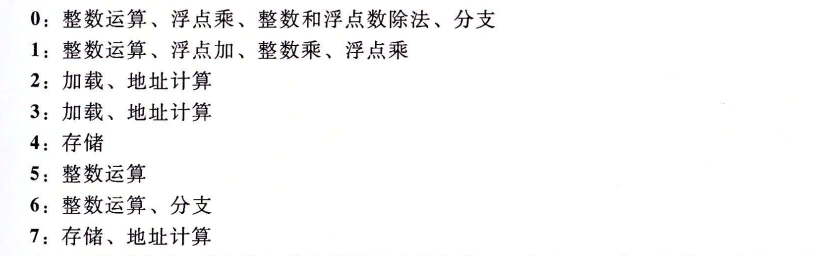 0：整数运算、浮点乘、整数和浮点数除法、分支
1：整数运算、浮点加、整数乘、浮点乘
2：加载、地址计算
3：加载、地址计算
4：存储
5：整数运算
6：整数运算、分支
7：存储、地址计算